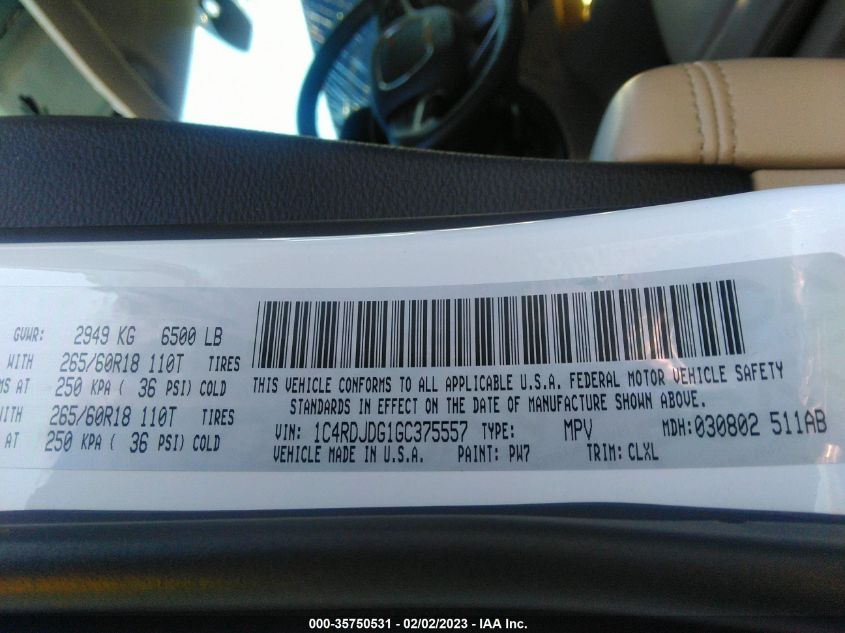 GVWR: 2949 KG 6500 LB
WITH 265/60R18 110T TIRES
MS AT 250 KPA ( 36 PSI) COLD
WITH 265/60R18 110T TIRES
AT 250 KPA ( 36 PSI) COLD
THIS VEHICLE CONFORMS TO ALL APPLICABLE U.S.A. FEDERAL MOTOR VEHICLE SAFETY
STANDARDS IN EFFECT ON THE DATE OF MANUFACTURE SHOWN ABOVE.
VIN: 1C4RDJDG1GC375557 TYPE: MPV MDH:030802 511AB
VEHICLE MADE IN U.S.A. PAINT: PW7 TRIM: CLXL
000-35750531 - 02/02/2023 - IAA Inc.